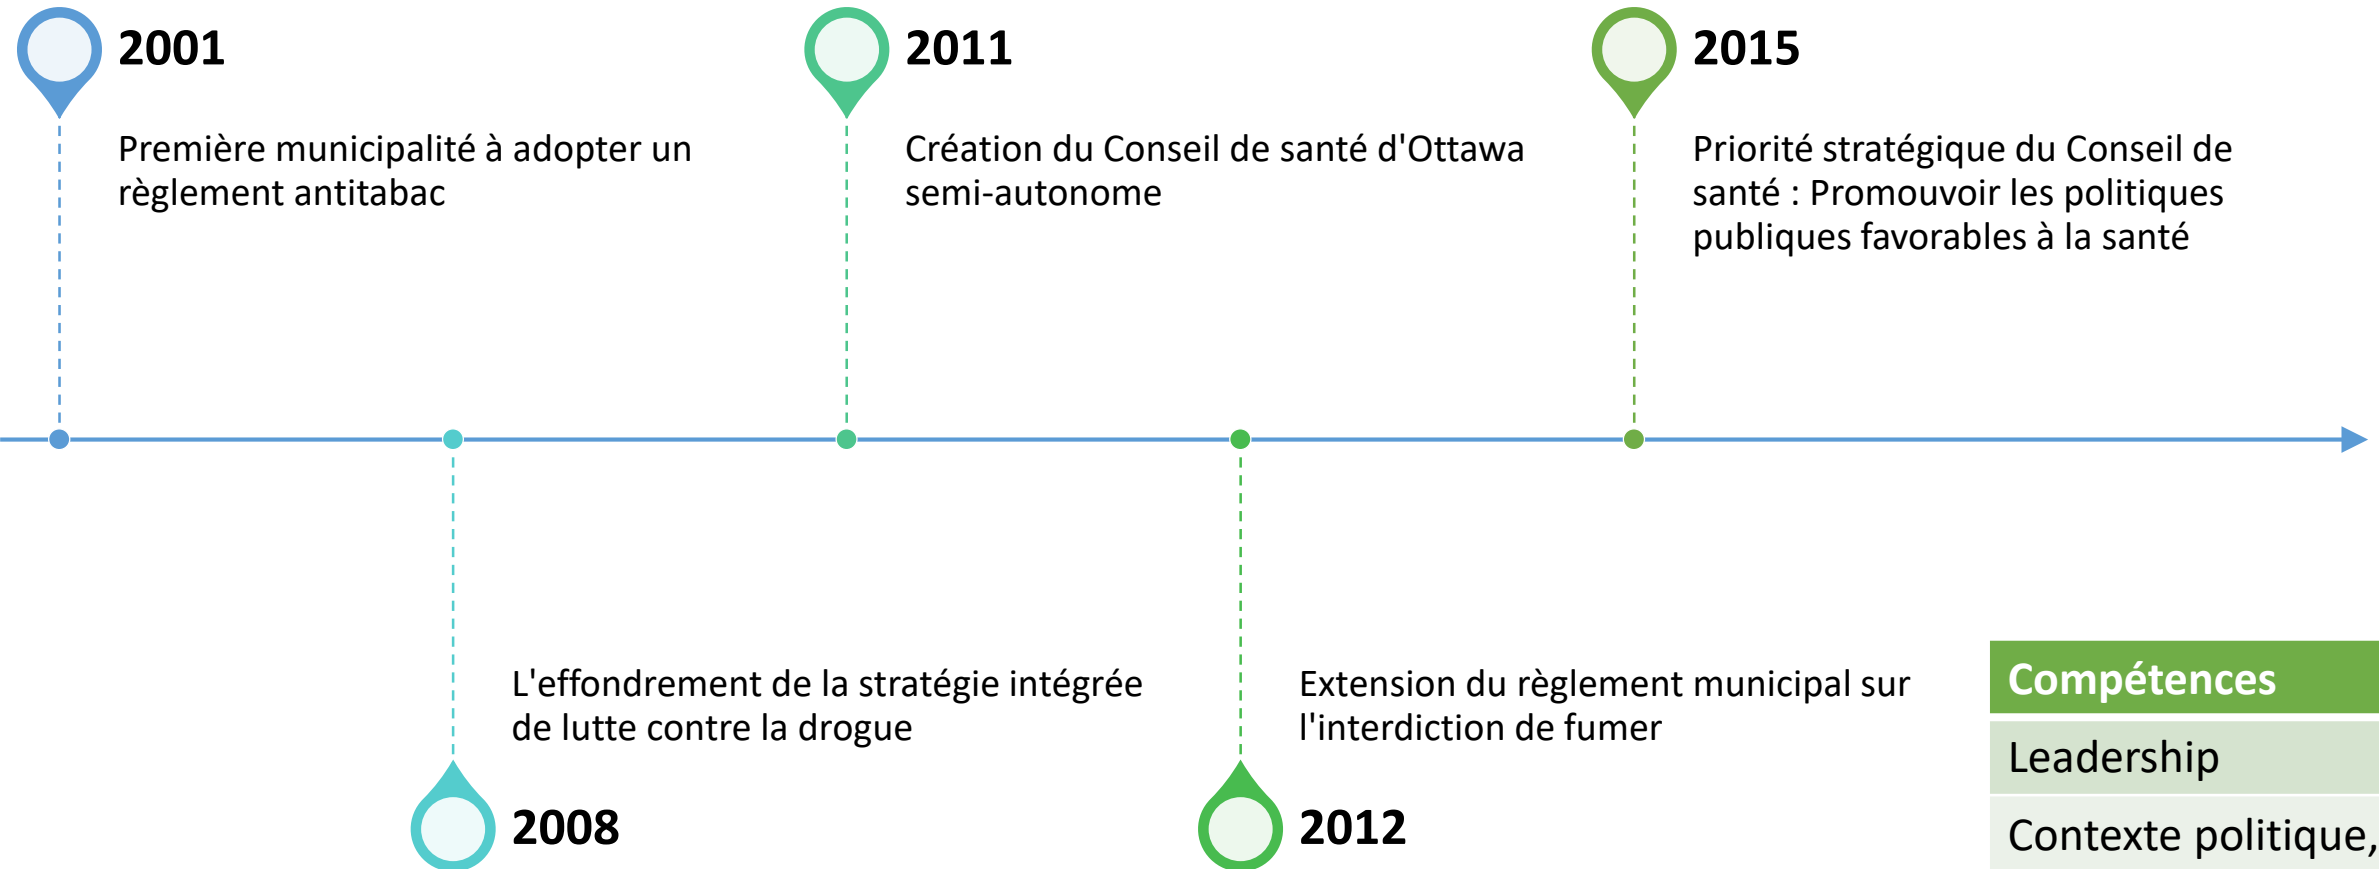 2001
Première municipalité à adopter un
règlement antitabac
2011
Création du Conseil de santé d'Ottawa
semi-autonome
2015
Priorité stratégique du Conseil de
santé : Promouvoir les politiques
publiques favorables à la santé
L'effondrement de la stratégie intégrée
de lutte contre la drogue
2008
Extension du règlement municipal sur
l'interdiction de fumer
2012
Compétences
Leadership
Contexte politique,